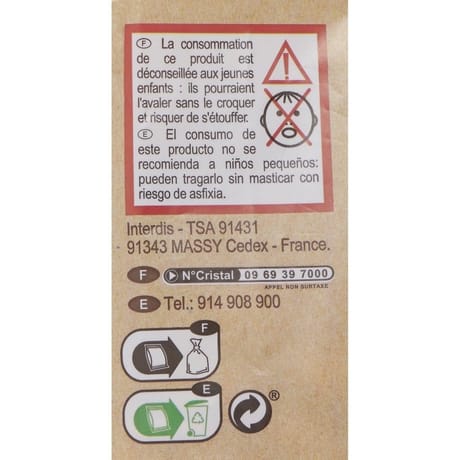 F La consommation
de ce produit est
déconseillée aux jeunes
enfants : ils pourraient
l'avaler sans le croquer
et risquer de s'étouffer.
E El consumo de
este producto no se
recomienda a niños pequeños:
pueden tragarlo sin masticar con
riesgo de asfixia.
Interdis - TSA 91431
91343 MASSY Cedex - France.
F N°Cristal 09 69 39 7000
APPEL NON SURTAXE
E Tel.: 914 908 900
F
E
®